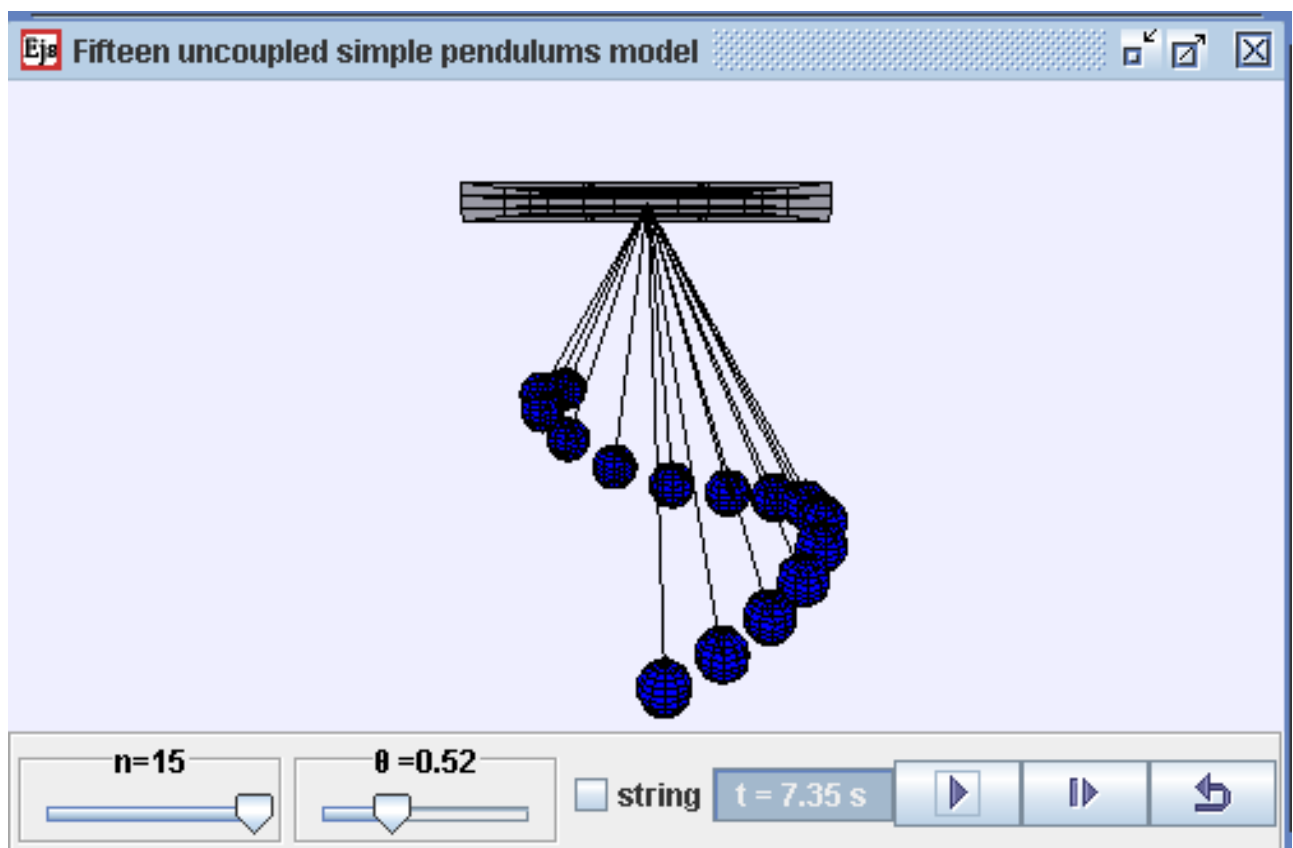 Ejs Fifteen uncoupled simple pendulums model
n=15
θ =0.52
string
t = 7.35 s